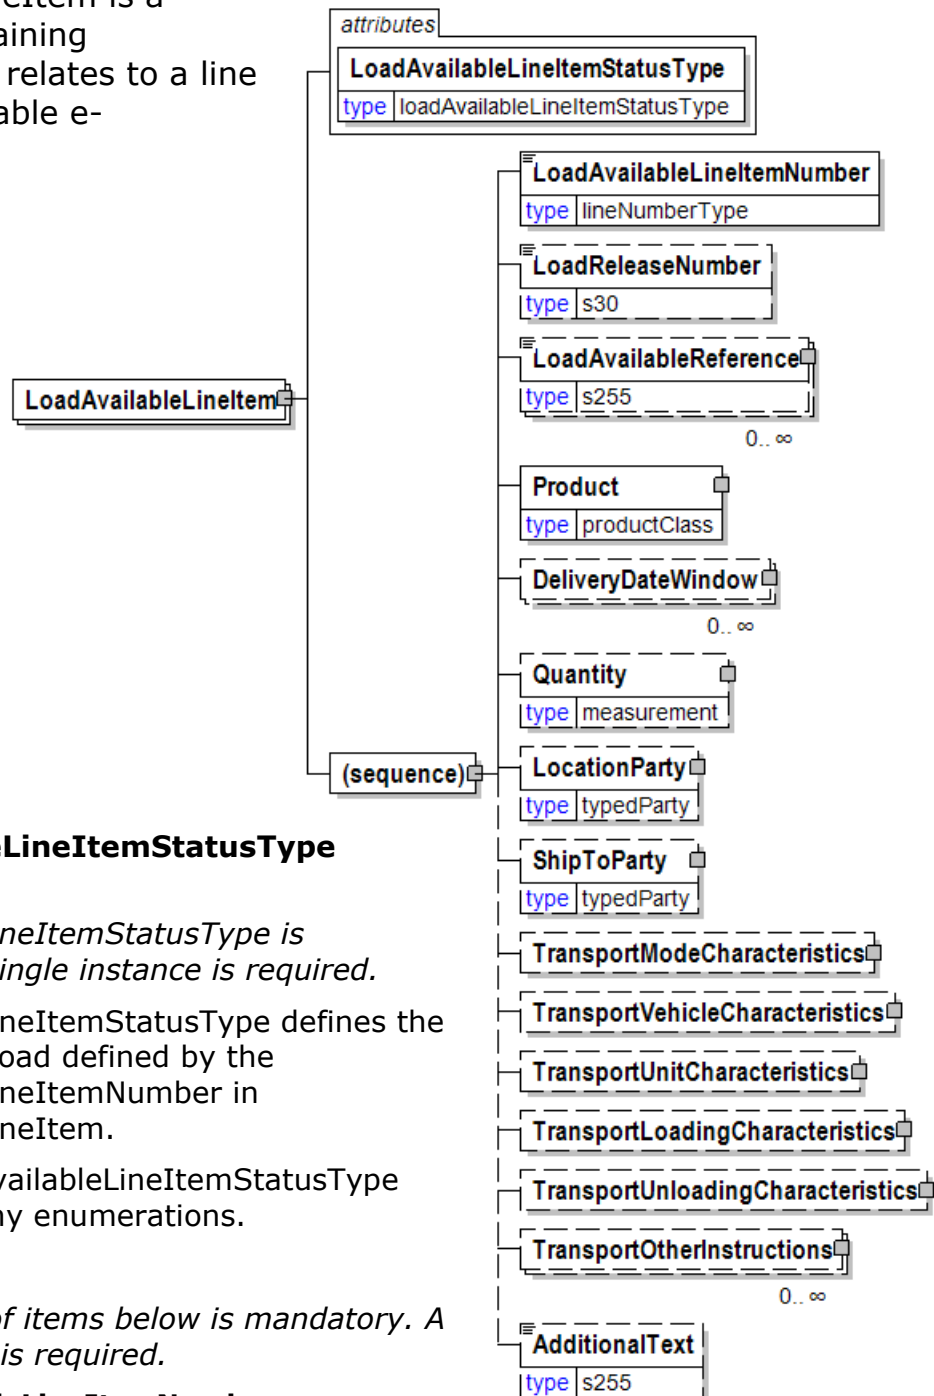 aining
relates to a line
able e-
attributes
LoadAvailableLineItemStatusType
type loadAvailableLineItemStatusType
LoadAvailableLineItemNumber
type lineNumberType
LoadReleaseNumber
type s30
LoadAvailableReference
type s255
0.. ∞
LoadAvailableLineItem
Product
type productClass
DeliveryDateWindow
0.. ∞
Quantity
type measurement
(sequence)
LocationParty
type typedParty
ShipToParty
type typedParty
TransportModeCharacteristics
TransportVehicleCharacteristics
TransportUnitCharacteristics
TransportLoadingCharacteristics
TransportUnloadingCharacteristics
TransportOtherInstructions
0.. ∞
AdditionalText
type s255
eLineItemStatusType
neItemStatusType is
ingle instance is required.
neItemStatusType defines the
oad defined by the
neItemNumber in
neItem.
vailableLineItemStatusType
ny enumerations.
of items below is mandatory. A
is required.